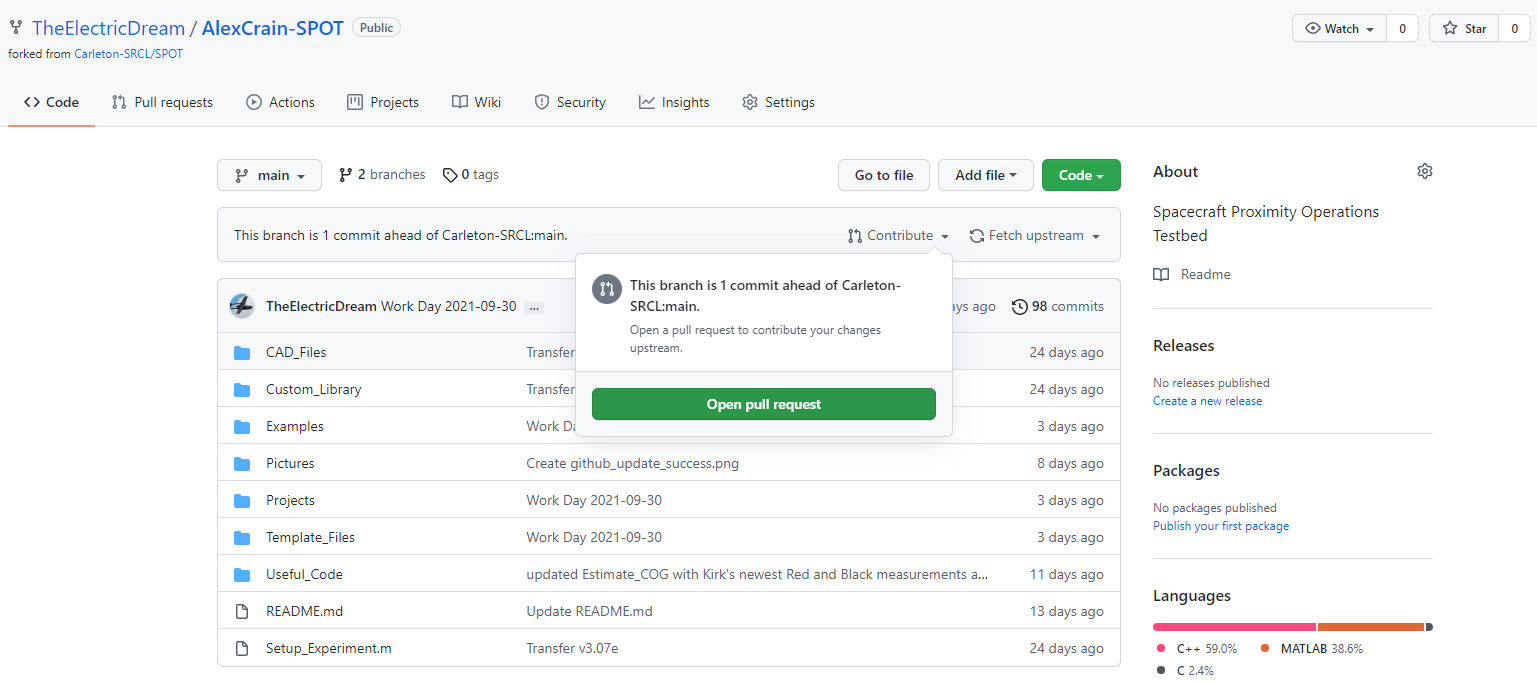 TheElectricDream / AlexCrain-SPOT Public
Watch 0 Star 0
forked from Carleton-SRCL/SPOT
Code Pull requests Actions Projects Wiki Security Insights Settings
main 2 branches 0 tags Go to file Add file Code
This branch is 1 commit ahead of Carleton-SRCL:main. Contribute Fetch upstream
This branch is 1 commit ahead of Carleton-
SRCL:main.
Open a pull request to contribute your changes
upstream.
Open pull request
TheElectricDream Work Day 2021-09-30 ... ago 98 commits
CAD_Files Transfer 24 days ago
Custom_Library Transfer 24 days ago
Examples Work 3 days ago
Pictures Create github_update_success.png 8 days ago
Projects Work Day 2021-09-30 3 days ago
Template_Files Work Day 2021-09-30 3 days ago
Useful_Code updated Estimate_COG with Kirk's newest Red and Black measurements a... 11 days ago
README.md Update README.md 13 days ago
Setup_Experiment.m Transfer v3.07e 24 days ago
About
Spacecraft Proximity Operations
Testbed
Readme
Releases
No releases published
Create a new release
Packages
No packages published
Publish your first package
Languages
C++ 59.0% MATLAB 38.6%
C 2.4%